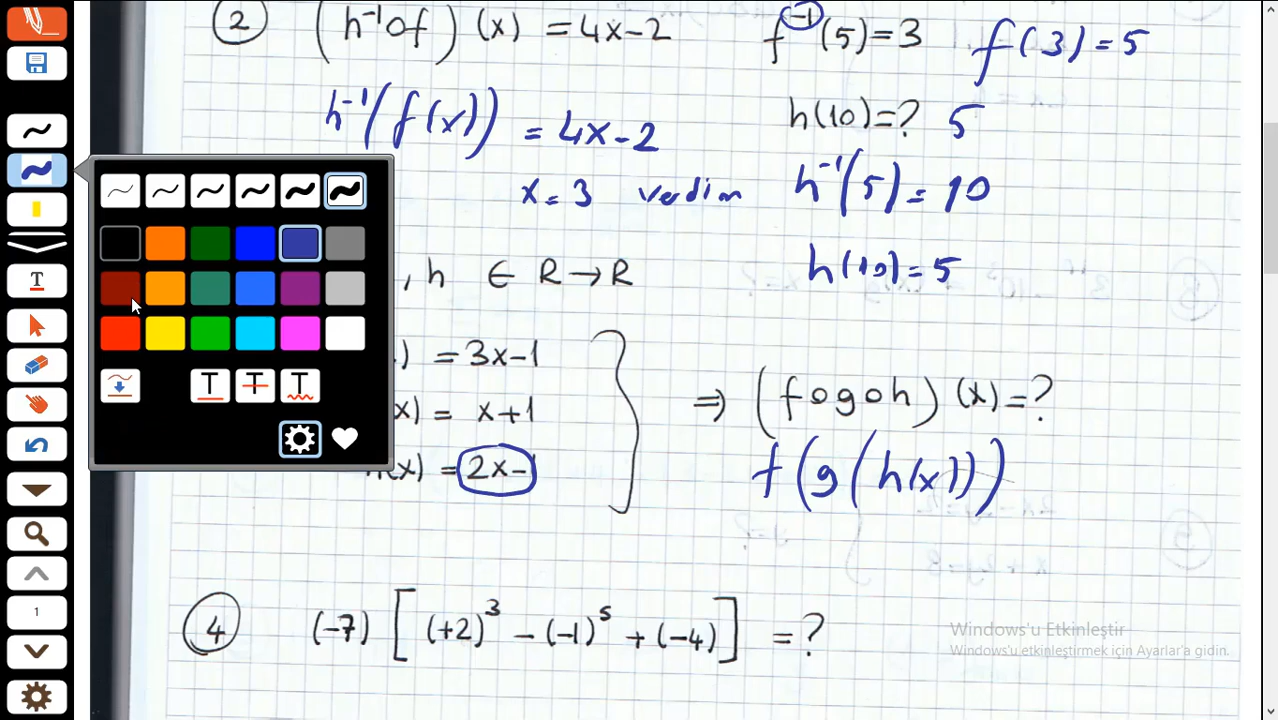 2 (h⁻¹of)(x) = 4x-2 f⁻¹(5)=3 f(3)=5
h⁻¹(f(x)) = 4x-2 h(10)=? 5
x=3 verdim h⁻¹(5)=10
, h ∈ R→R h(10)=5
) =3x-1
x) = x+1 ⇒ (fogoh)(x)=?
h(x) = 2x-1 f(g(h(x)))
4 (-7) [(+2)³ - (-1)⁵ + (-4)] =?
Windows'u Etkinleştir
Windows'u etkinleştirmek için Ayarlar'a gidin.
T
T T T
1